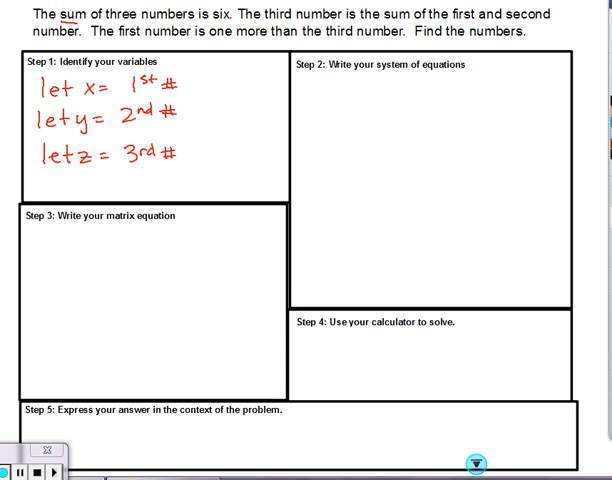 The sum of three numbers is six. The third number is the sum of the first and second
number. The first number is one more than the third number. Find the numbers.
Step 1: Identify your variables
let x = 1st #
let y = 2nd #
let z = 3rd #
Step 2: Write your system of equations
Step 3: Write your matrix equation
Step 4: Use your calculator to solve.
Step 5: Express your answer in the context of the problem.